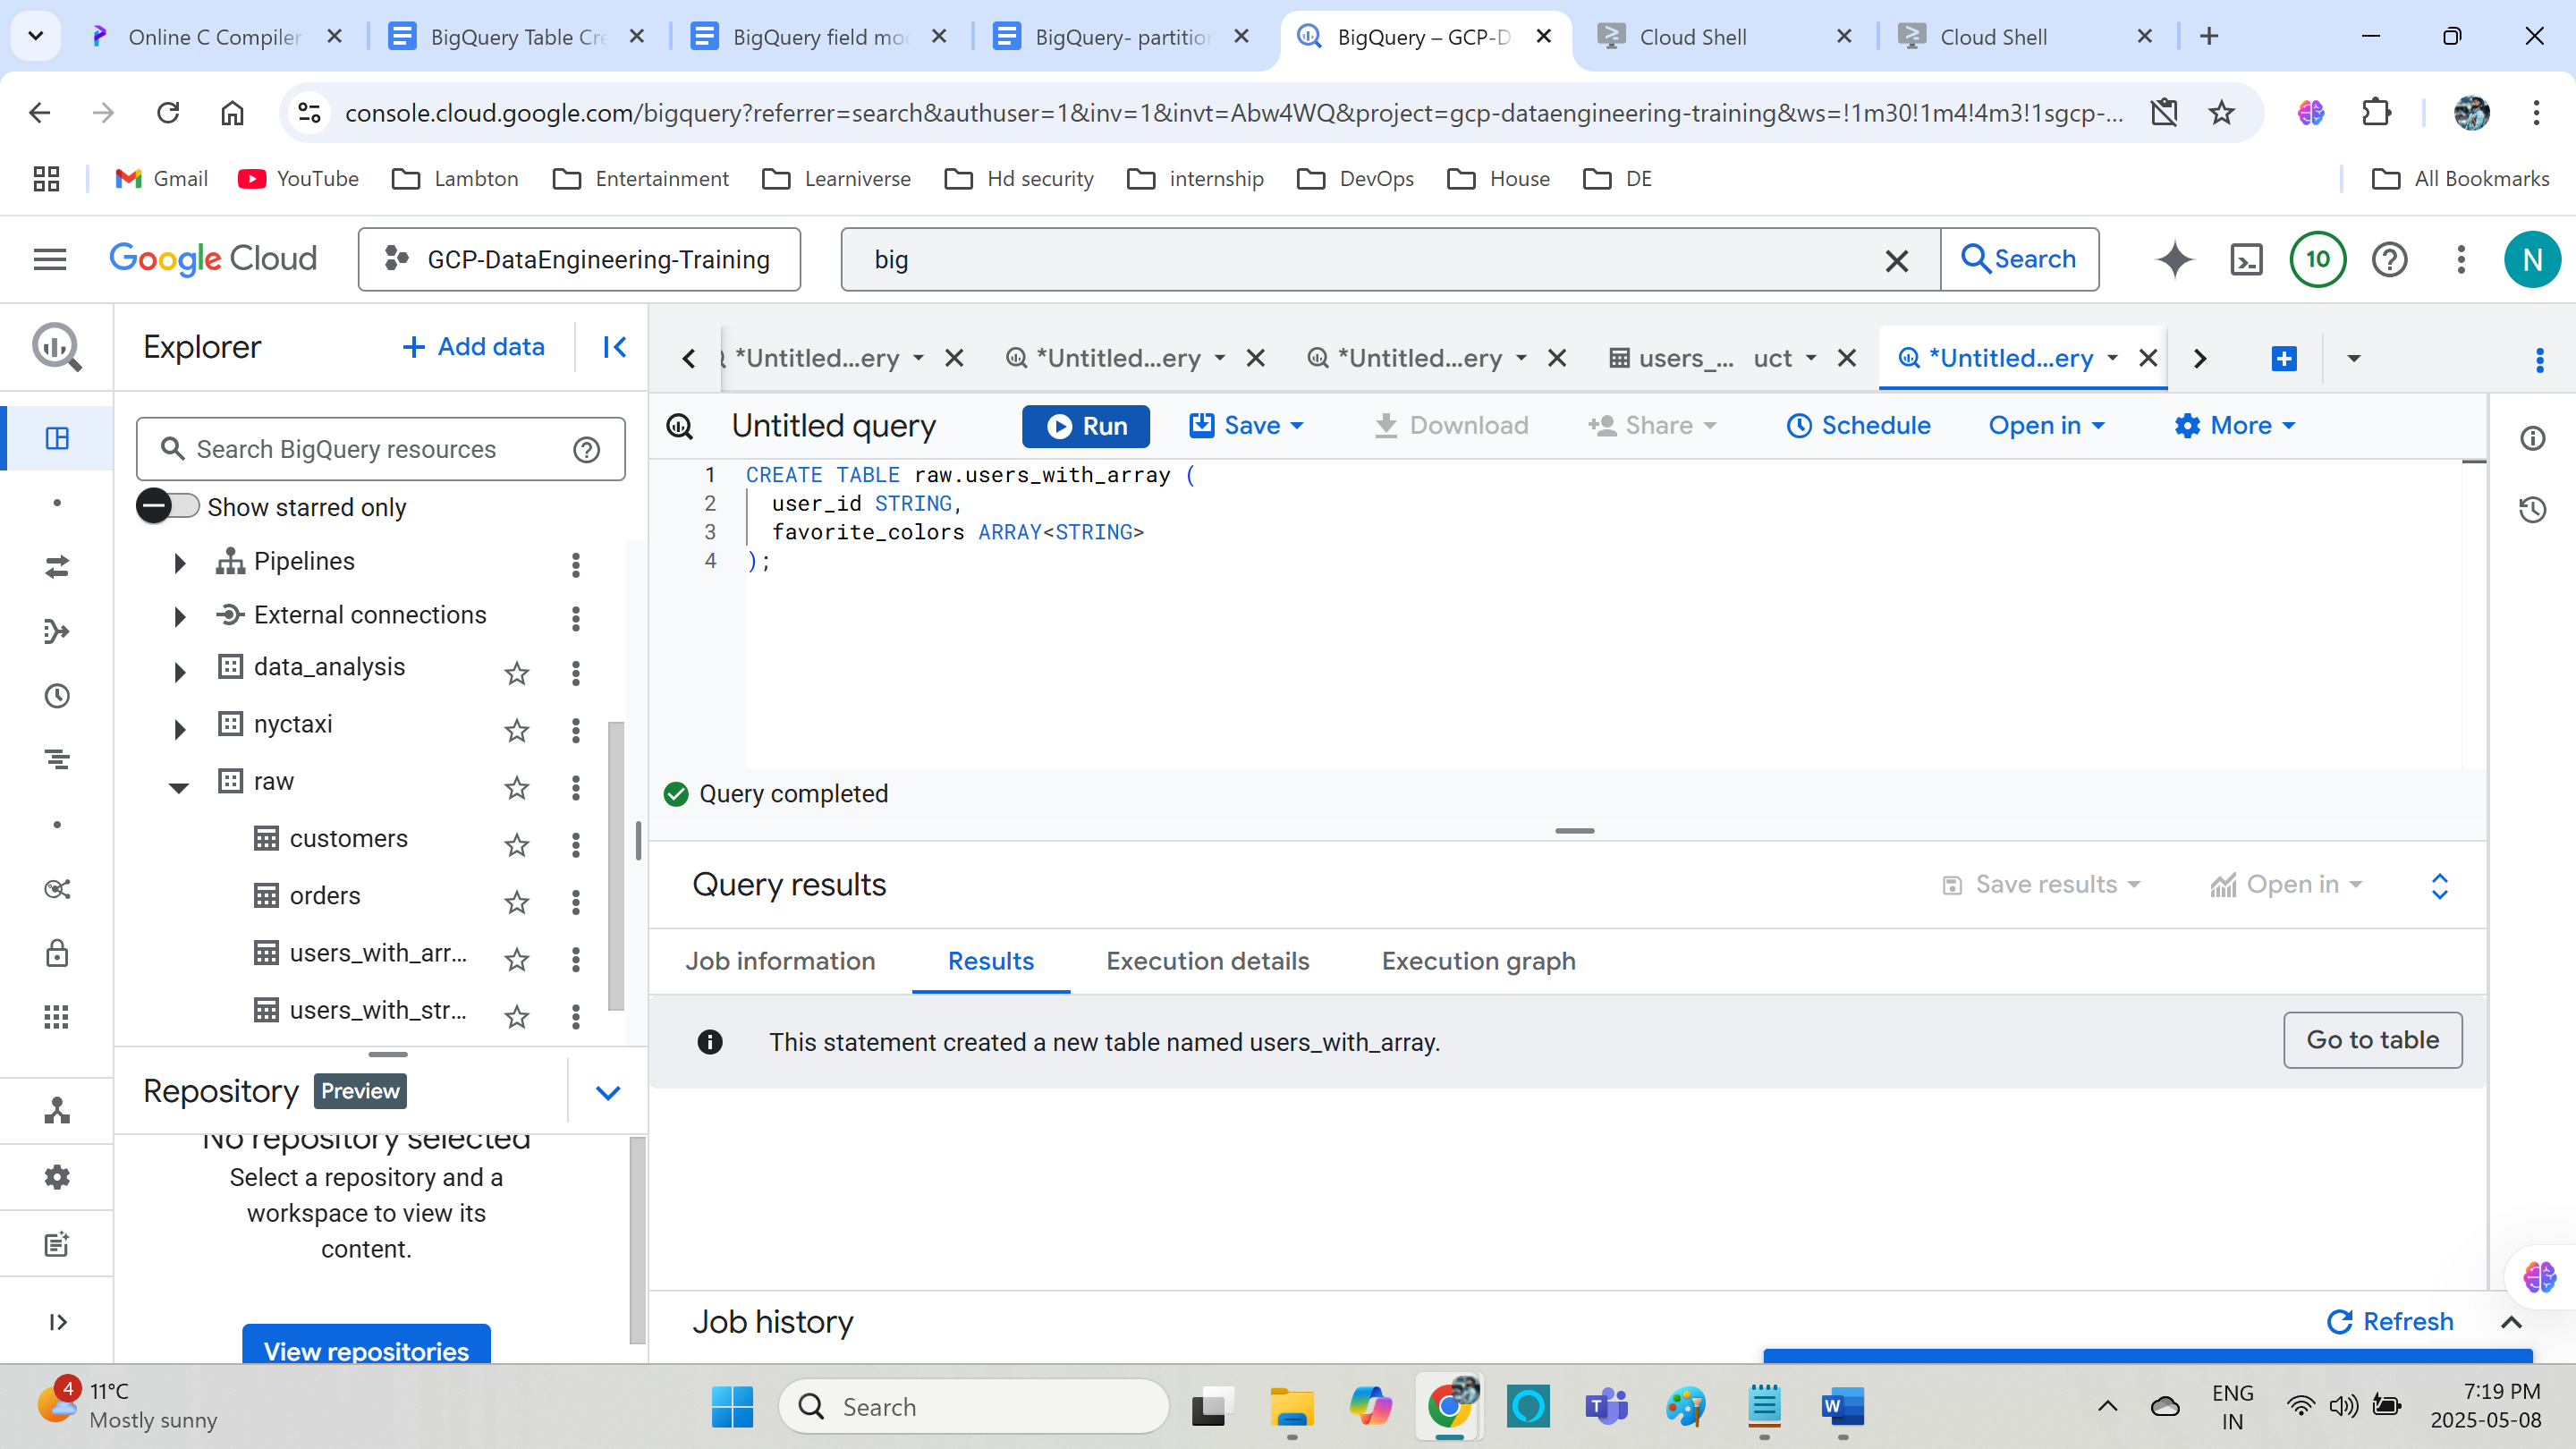 Online C Compiler
BigQuery Table Cre
BigQuery field mo
BigQuery- partition
BigQuery – GCP-D
Cloud Shell
Cloud Shell
console.cloud.google.com/bigquery?referrer=search&authuser=1&inv=1&invt=Abw4WQ&project=gcp-dataengineering-training&ws=!1m30!1m4!4m3!1sgcp-...
Gmail
YouTube
Lambton
Entertainment
Learniverse
Hd security
internship
DevOps
House
DE
All Bookmarks
Google Cloud
GCP-DataEngineering-Training
big
Search
10
N
Explorer
+ Add data
*Untitled...ery
*Untitled...ery
*Untitled...ery
users_... uct
*Untitled...ery
Search BigQuery resources
Show starred only
Untitled query
Run
Save
Download
Share
Schedule
Open in
More
1 CREATE TABLE raw.users_with_array (
2 user_id STRING,
3 favorite_colors ARRAY<STRING>
4 );
Pipelines
External connections
data_analysis
nyctaxi
raw
customers
orders
users_with_arr...
users_with_str...
Query completed
Query results
Save results
Open in
Job information
Results
Execution details
Execution graph
This statement created a new table named users_with_array.
Go to table
Repository
Preview
No repository selected
Select a repository and a
workspace to view its
content.
View repositories
Job history
Refresh
4
11°C
Mostly sunny
Search
ENG
IN
7:19 PM
2025-05-08